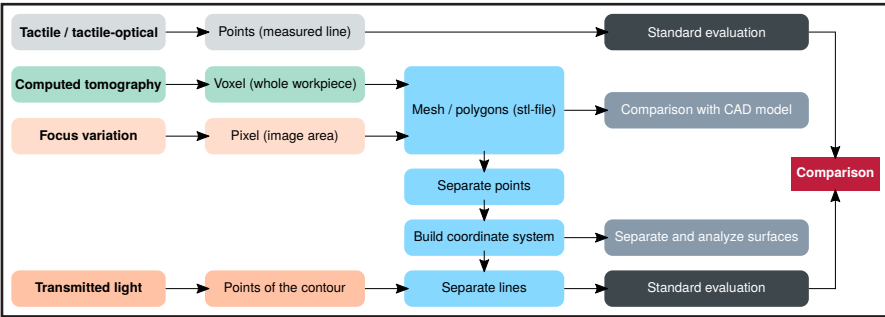 Tactile / tactile-optical
Points (measured line)
Standard evaluation
Computed tomography
Voxel (whole workpiece)
Mesh / polygons (stl-file)
Comparison with CAD model
Focus variation
Pixel (image area)
Comparison
Separate points
Build coordinate system
Separate and analyze surfaces
Transmitted light
Points of the contour
Separate lines
Standard evaluation